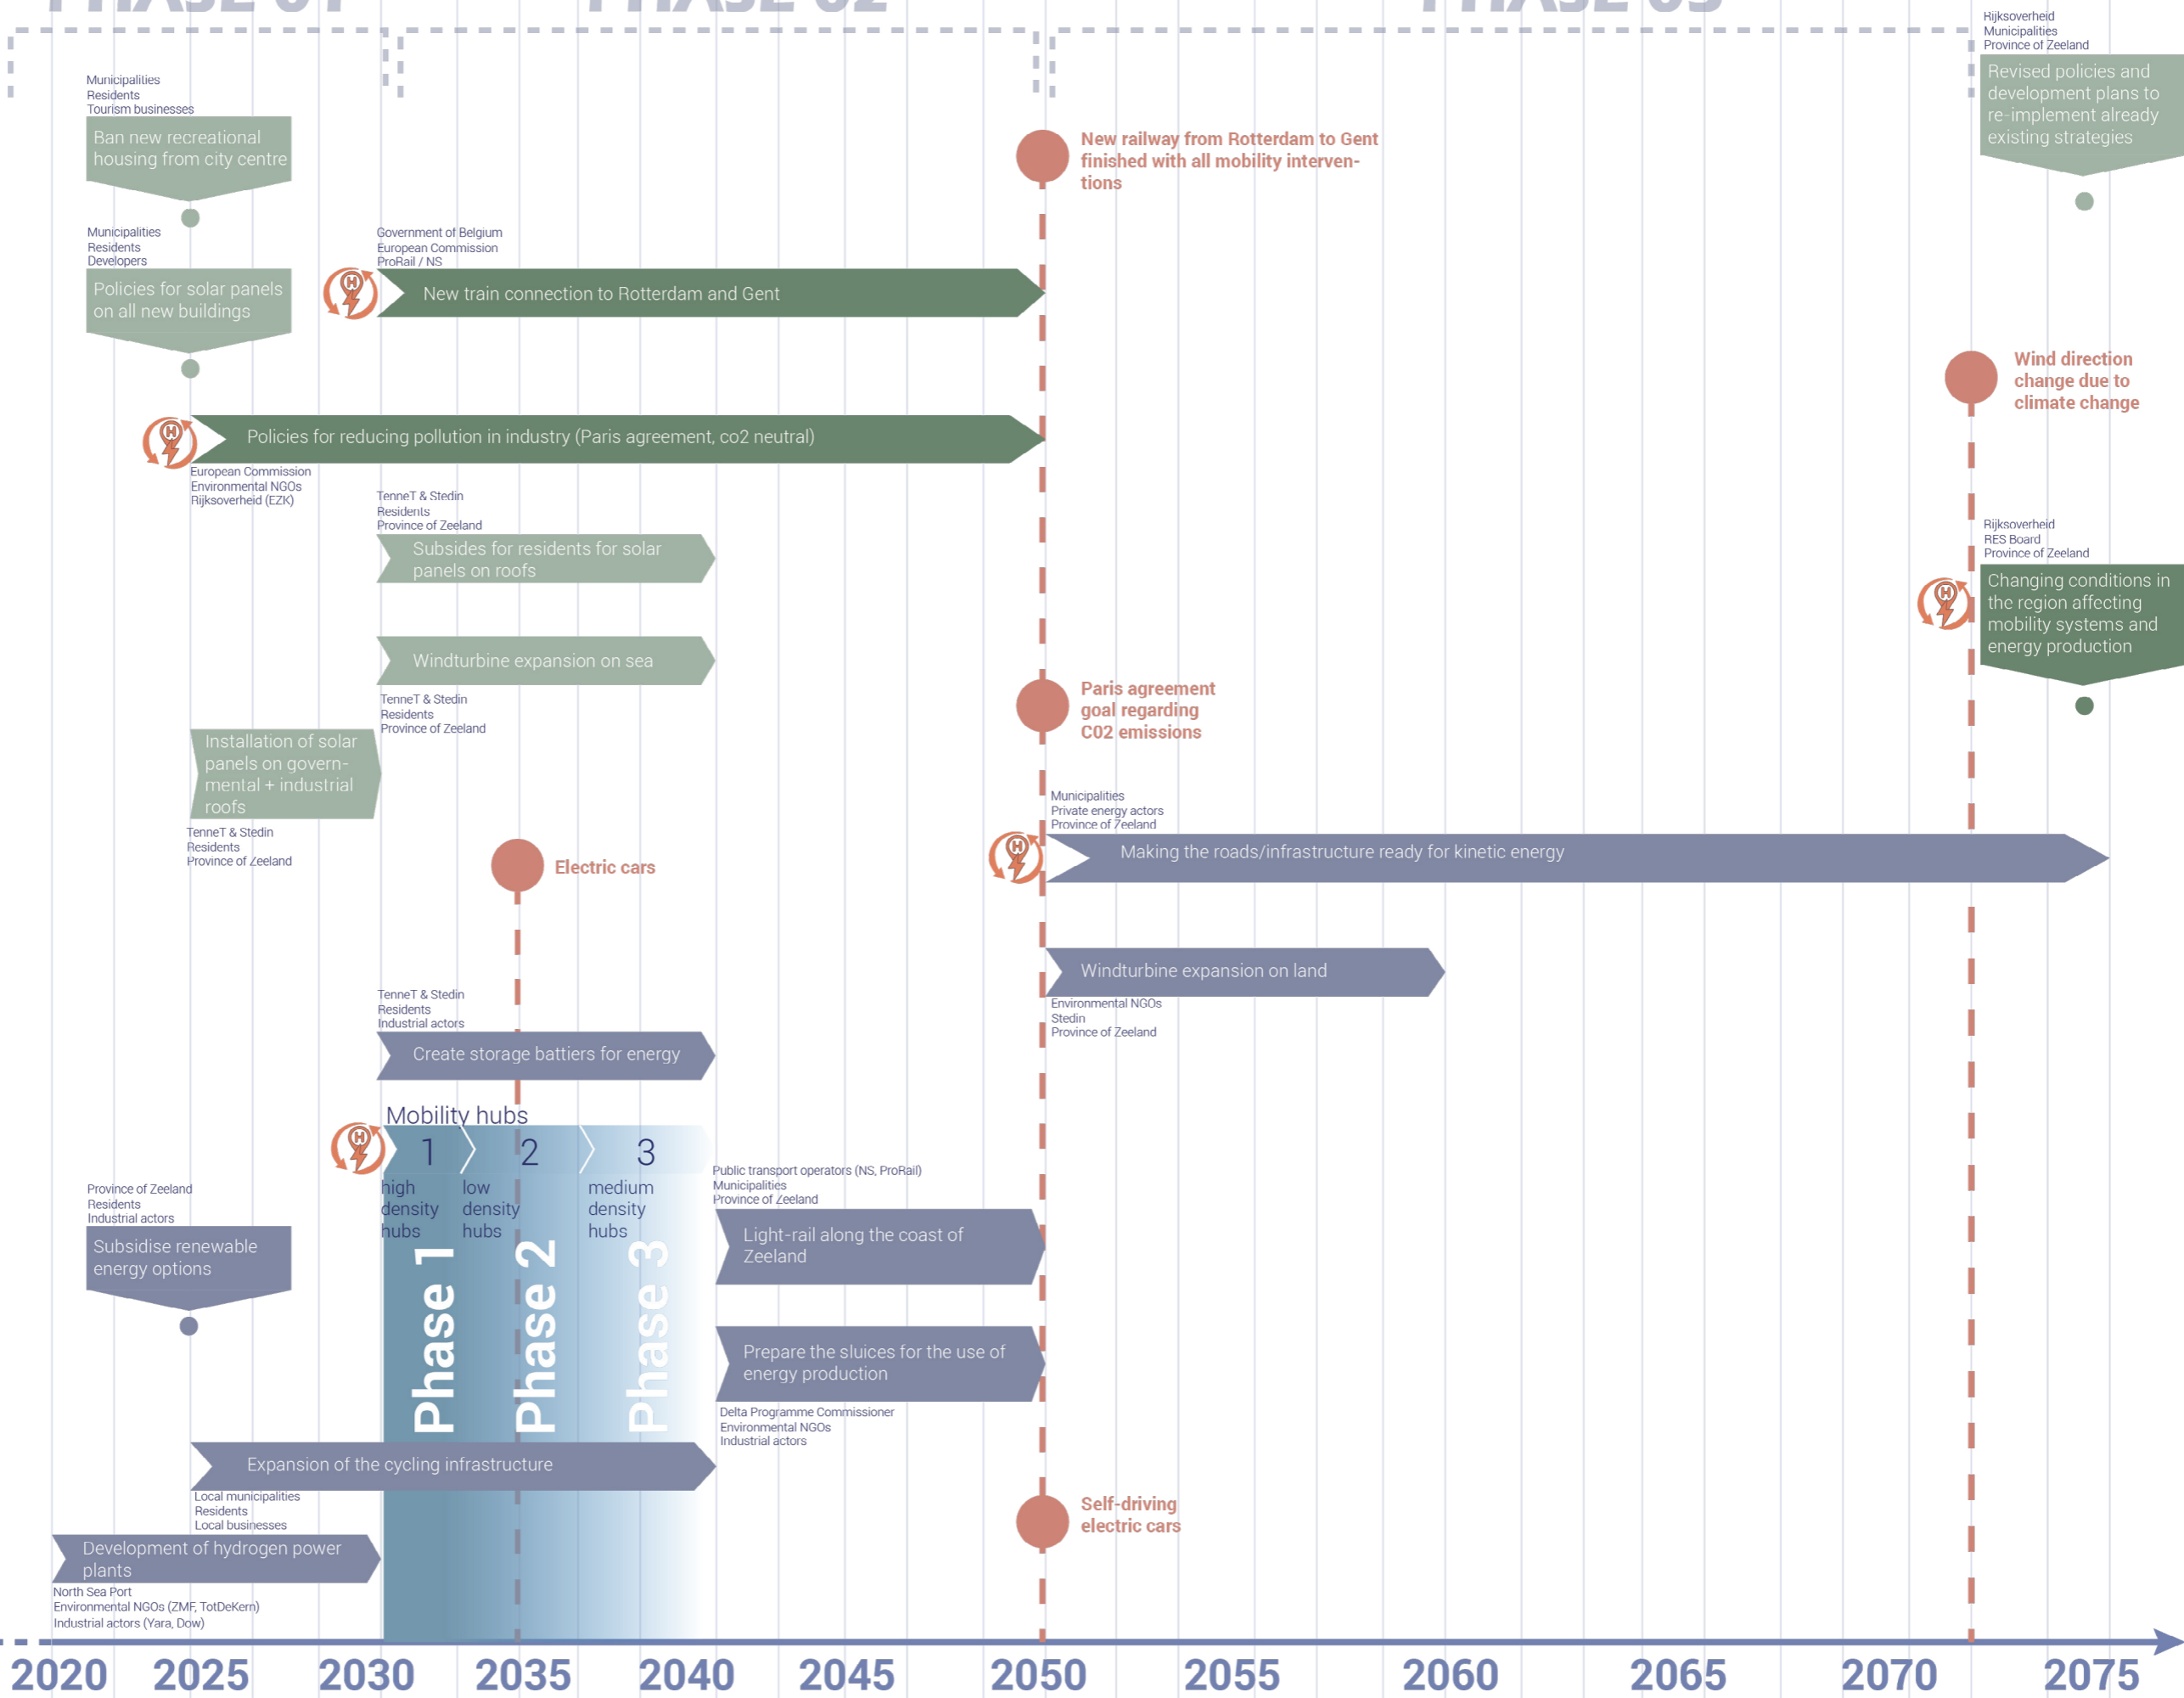 PHASE 01
PHASE 02
PHASE 03
Rijksoverheid
Municipalities
Province of Zeeland
Revised policies and
development plans to
re-implement already
existing strategies
Municipalities
Residents
Tourism businesses
Ban new recreational
housing from city centre
New railway from Rotterdam to Gent
finished with all mobility interven-
tions
Municipalities
Residents
Developers
Policies for solar panels
on all new buildings
Government of Belgium
European Commission
ProRail / NS
H
New train connection to Rotterdam and Gent
Wind direction
change due to
climate change
H
Policies for reducing pollution in industry (Paris agreement, co2 neutral)
European Commission
Environmental NGOs
Rijksoverheid (EZK)
TenneT & Stedin
Residents
Province of Zeeland
Subsides for residents for solar
panels on roofs
Rijksoverheid
RES Board
Province of Zeeland
H
Changing conditions in
the region affecting
mobility systems and
energy production
Windturbine expansion on sea
TenneT & Stedin
Residents
Province of Zeeland
Paris agreement
goal regarding
C02 emissions
Installation of solar
panels on govern-
mental + industrial
roofs
TenneT & Stedin
Residents
Province of Zeeland
Municipalities
Private energy actors
Province of Zeeland
H
Making the roads/infrastructure ready for kinetic energy
Electric cars
Windturbine expansion on land
Environmental NGOs
Stedin
Province of Zeeland
TenneT & Stedin
Residents
Industrial actors
Create storage battiers for energy
Mobility hubs
H
1
2
3
high
density
hubs
low
density
hubs
medium
density
hubs
Phase 1
Phase 2
Phase 3
Public transport operators (NS, ProRail)
Municipalities
Province of Zeeland
Light-rail along the coast of
Zeeland
Province of Zeeland
Residents
Industrial actors
Subsidise renewable
energy options
Prepare the sluices for the use of
energy production
Delta Programme Commissioner
Environmental NGOs
Industrial actors
Expansion of the cycling infrastructure
Local municipalities
Residents
Local businesses
Self-driving
electric cars
Development of hydrogen power
plants
North Sea Port
Environmental NGOs (ZMF, TotDeKern)
Industrial actors (Yara, Dow)
2020 2025 2030 2035 2040 2045 2050 2055 2060 2065 2070 2075